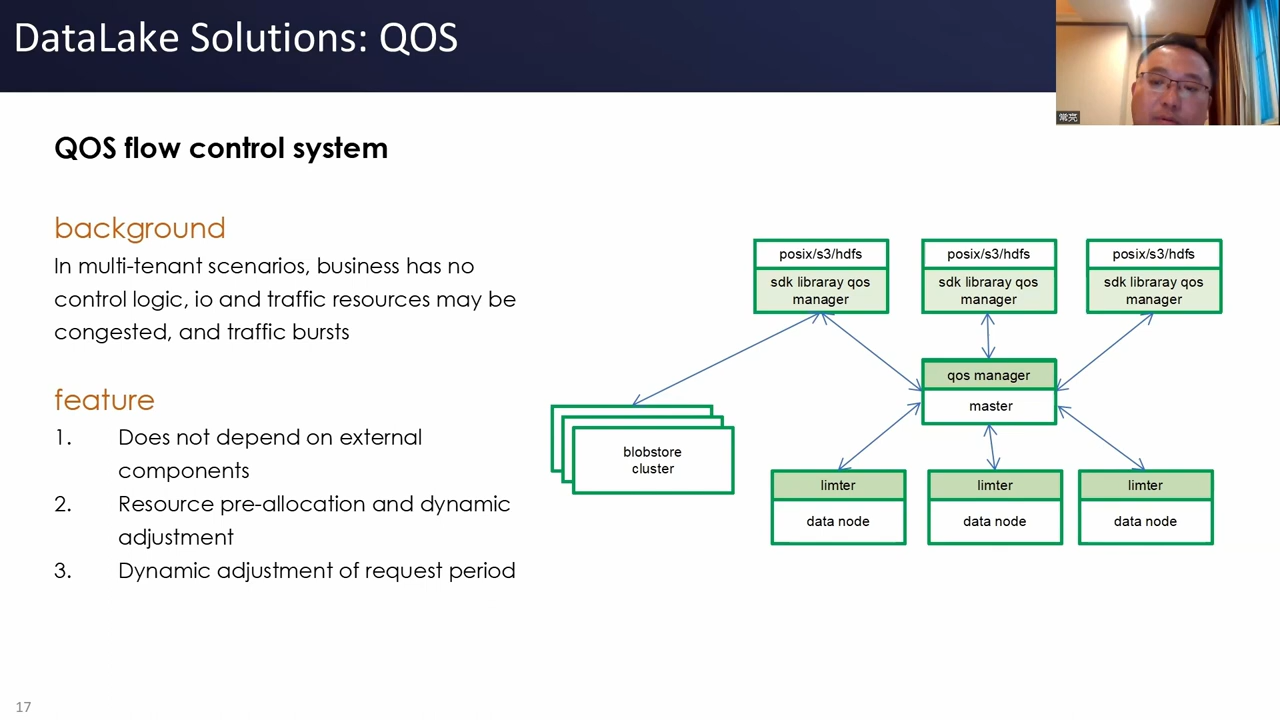 DataLake Solutions: QOS
常亮
QOS flow control system
background
In multi-tenant scenarios, business has no
control logic, io and traffic resources may be
congested, and traffic bursts
feature
1. Does not depend on external
components
2. Resource pre-allocation and dynamic
adjustment
3. Dynamic adjustment of request period
posix/s3/hdfs
sdk libraray qos
manager
posix/s3/hdfs
sdk libraray qos
manager
posix/s3/hdfs
sdk libraray qos
manager
qos manager
master
blobstore
cluster
limter
data node
limter
data node
limter
data node
17